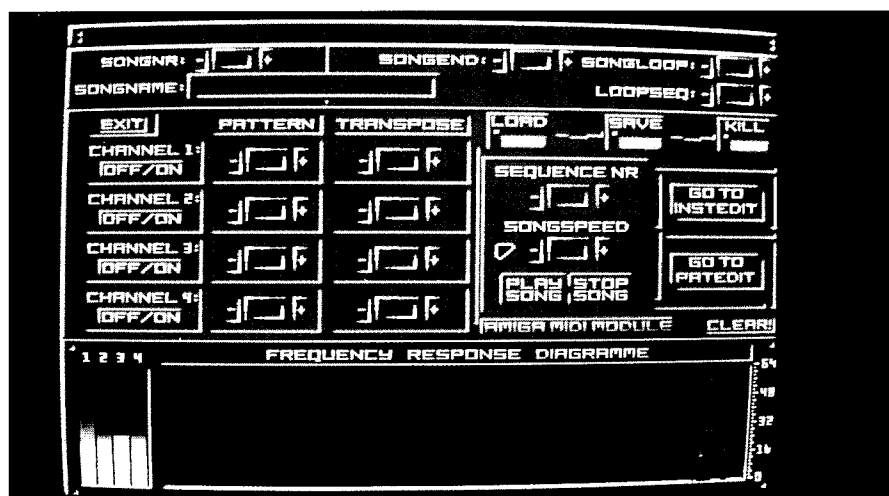 SONGNR: - +
SONGEND: - + SONGLOOP: - +
SONGNAME:
LOOPSEQ: - +
EXIT PATTERN TRANSPOSE LOAD SAVE KILL
CHANNEL 1: OFF/ON - + - +
CHANNEL 2: OFF/ON - + - +
CHANNEL 3: OFF/ON - + - +
CHANNEL 4: OFF/ON - + - +
SEQUENCE NR
- +
SONGSPEED
- +
PLAY SONG
STOP SONG
GO TO
INSTEDIT
GO TO
PATEDIT
AMIGA MIDI MODULE CLEAR!
1 2 3 4 FREQUENCY RESPONSE DIAGRAMME
64
48
32
16
0